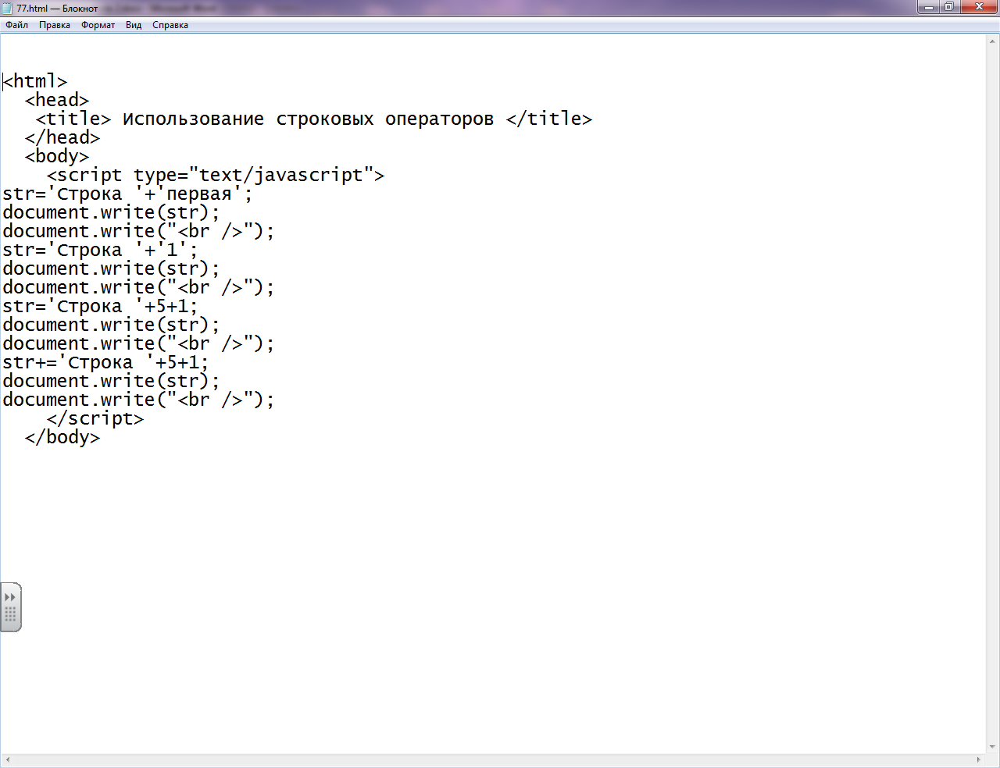 77.html — Блокнот
Файл Правка Формат Вид Справка
<html>
<head>
<title> Использование строковых операторов </title>
</head>
<body>
<script type="text/javascript">
str='Строка '+'первая';
document.write(str);
document.write("<br />");
str='Строка '+'1';
document.write(str);
document.write("<br />");
str='Строка '+5+1;
document.write(str);
document.write("<br />");
str+='Строка '+5+1;
document.write(str);
document.write("<br />");
</script>
</body>